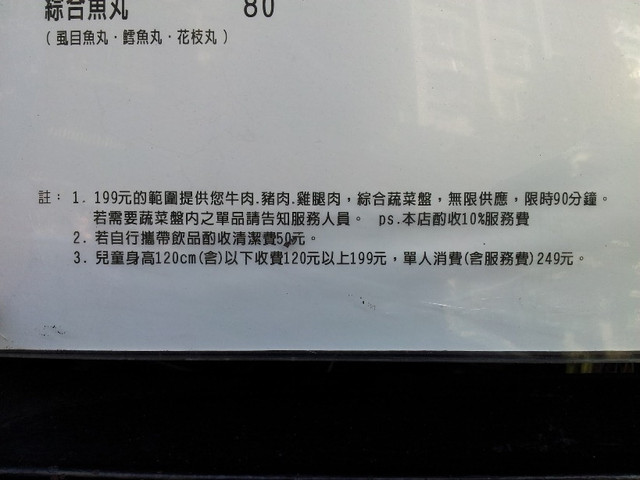 綜合魚丸 80
(虱目魚丸·鱈魚丸·花枝丸)
註：1. 199元的範圍提供您牛肉.豬肉.雞腿肉，綜合蔬菜盤，無限供應，限時90分鐘。
若需要蔬菜盤內之單品請告知服務人員。 ps.本店酌收10%服務費
2. 若自行攜帶飲品酌收清潔費50元。
3. 兒童身高120cm(含)以下收費120元以上199元，單人消費(含服務費)249元。